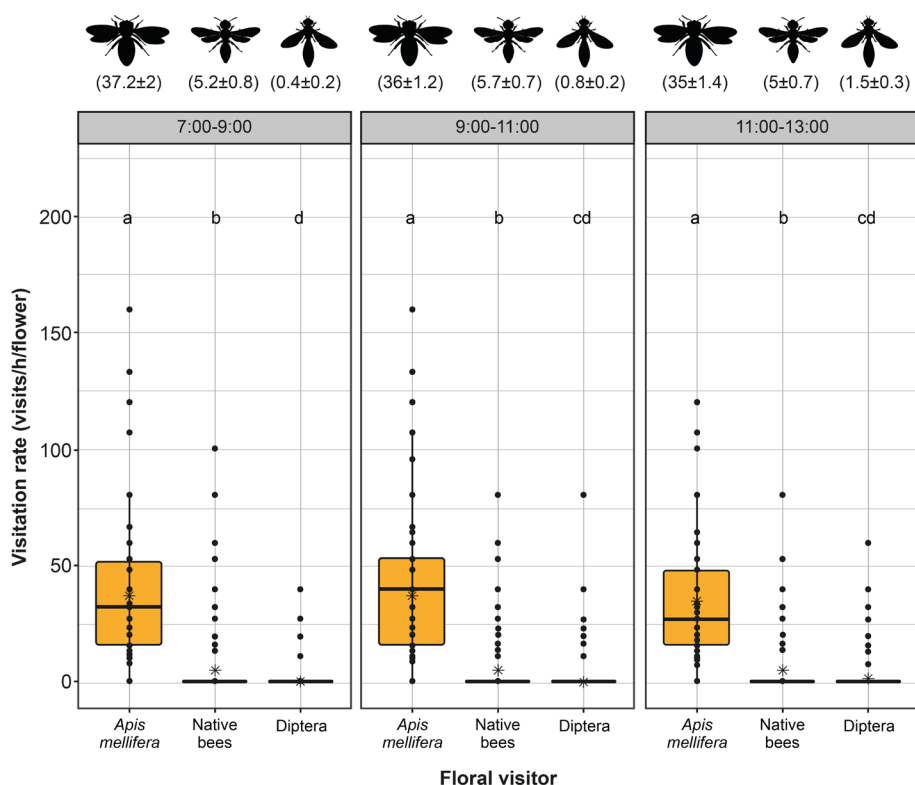 (37.2±2) (5.2±0.8) (0.4±0.2) (36±1.2) (5.7±0.7) (0.8±0.2) (35±1.4) (5±0.7) (1.5±0.3)
7:00-9:00 9:00-11:00 11:00-13:00
a b d a b cd a b cd
200
150
100
50
0
Visitation rate (visits/h/flower)
Apis mellifera
Native bees
Diptera
Apis mellifera
Native bees
Diptera
Apis mellifera
Native bees
Diptera
Floral visitor